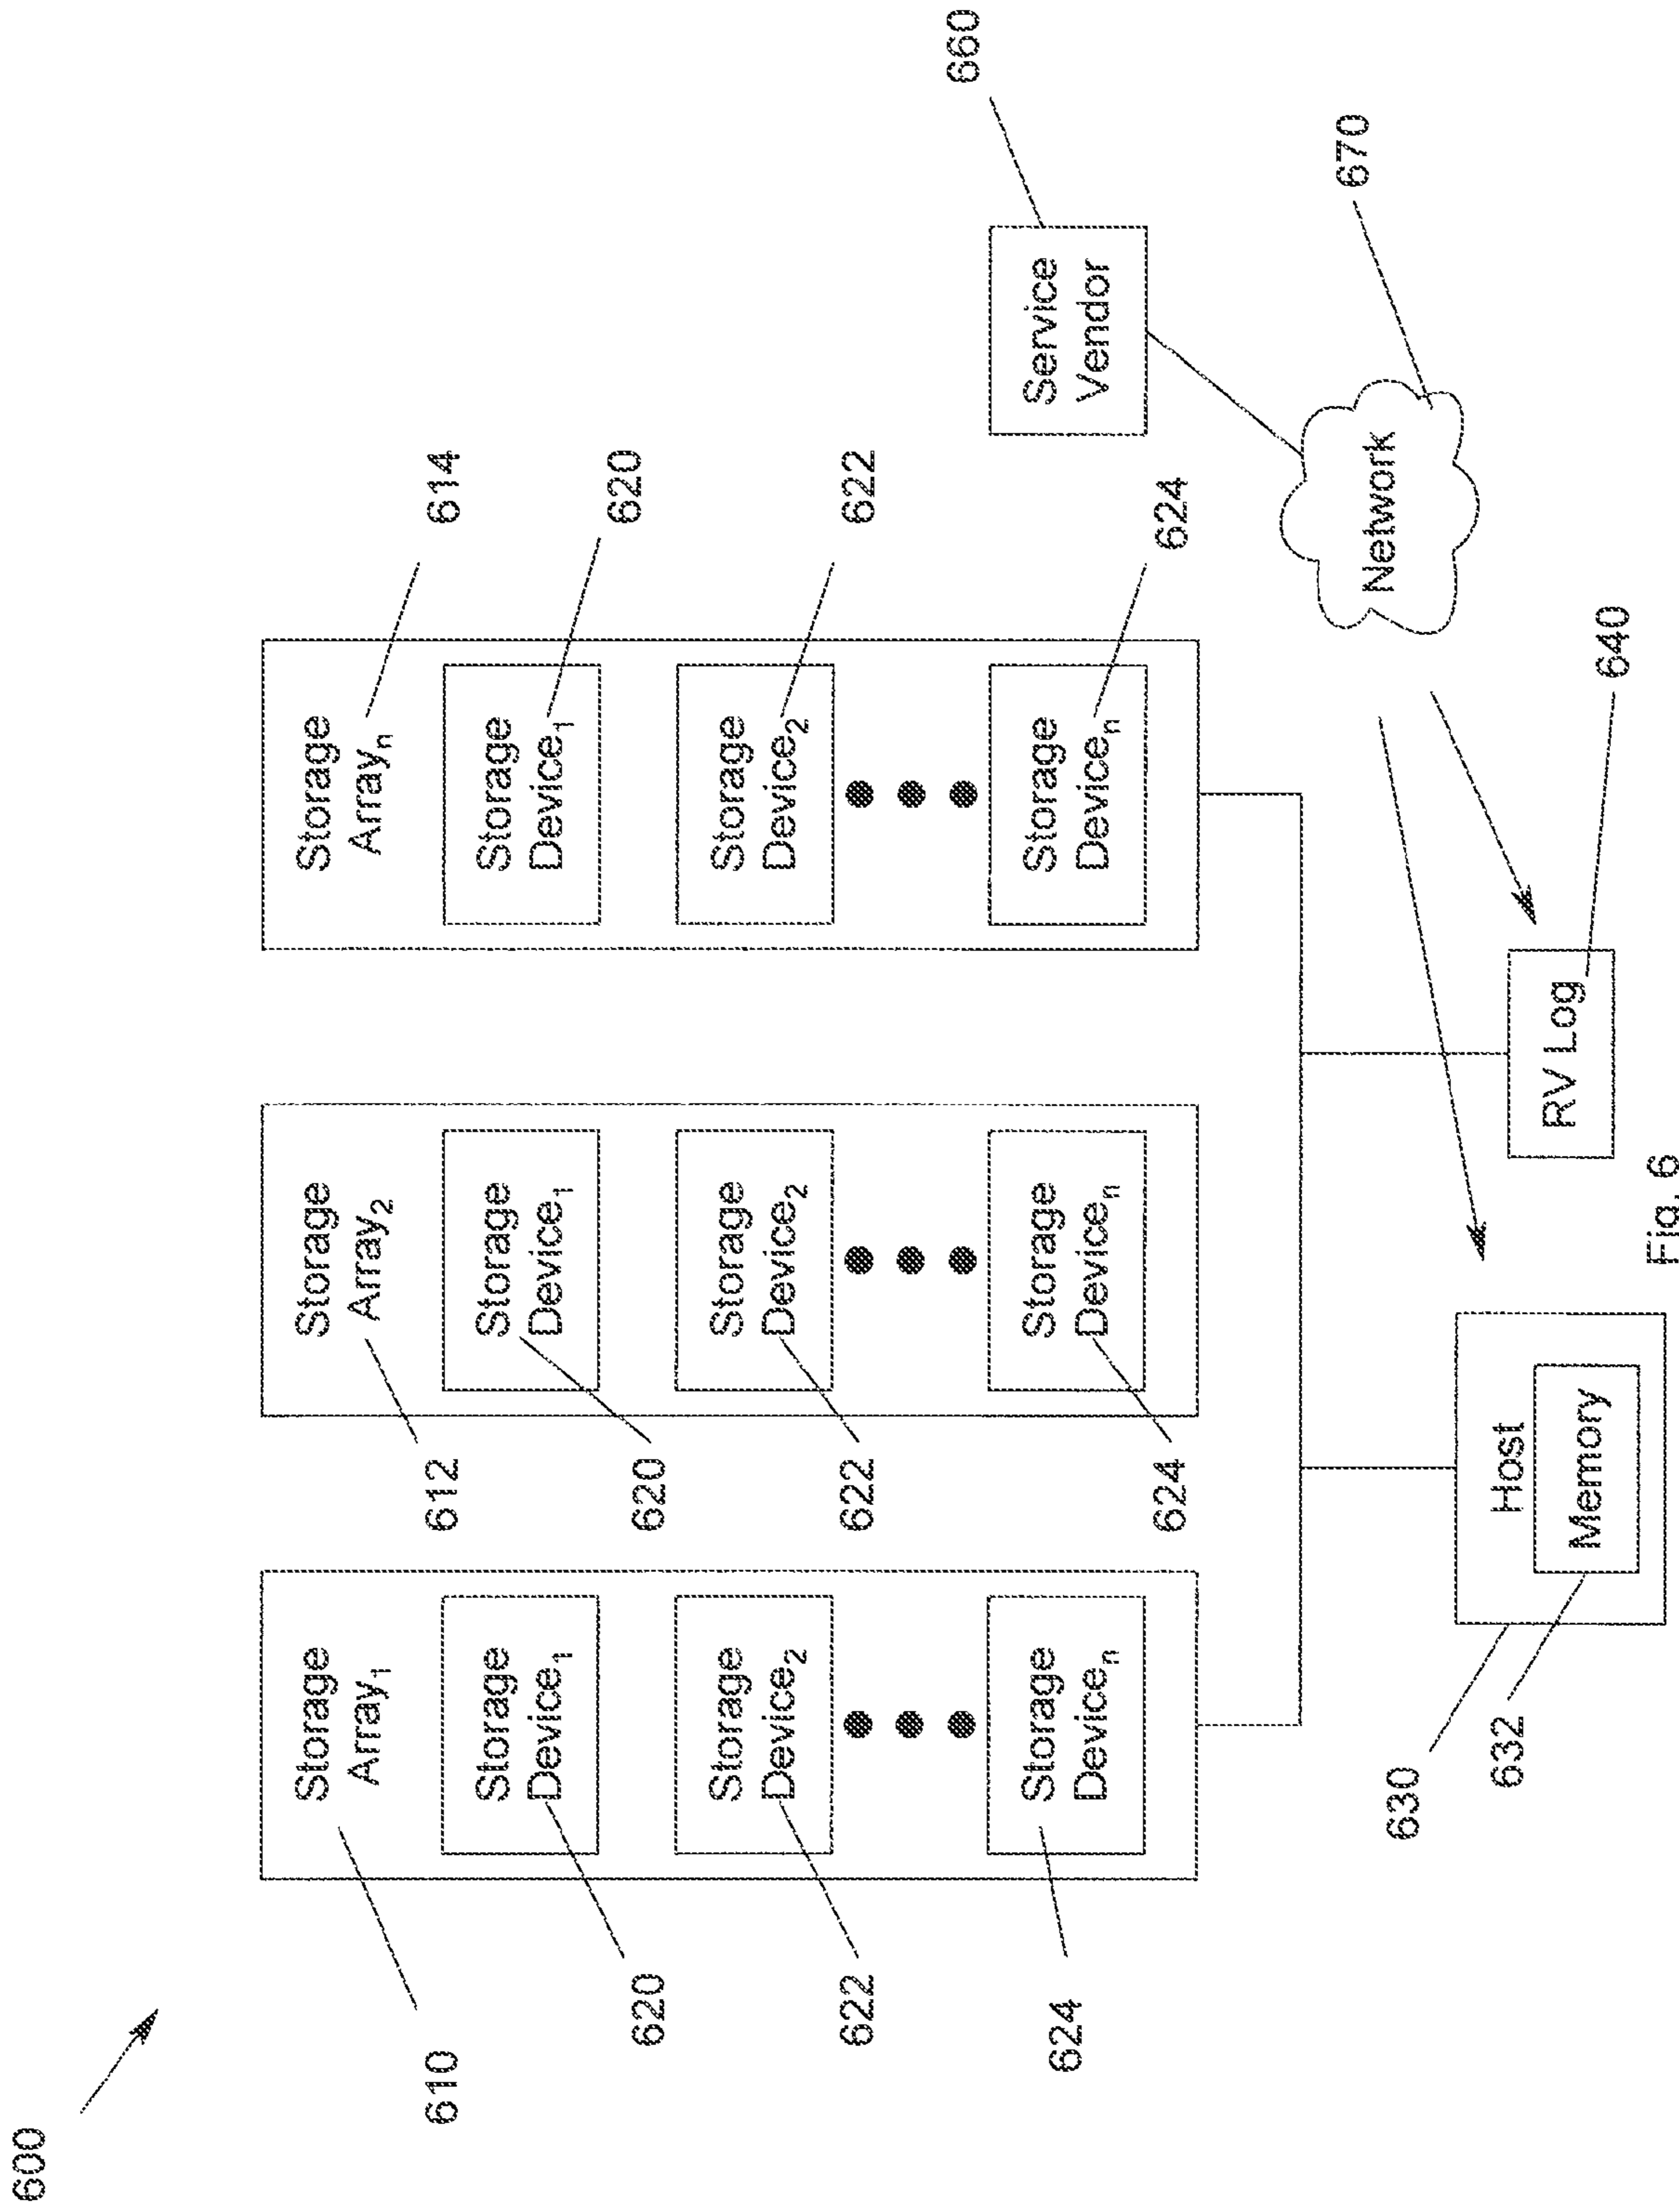 600
Storage
Array₁
610
Storage
Device₁
620
Storage
Device₂
622
Storage
Deviceₙ
624
Storage
Array₂
612
Storage
Device₁
620
Storage
Device₂
622
Storage
Deviceₙ
624
Storage
Arrayₙ
614
Storage
Device₁
620
Storage
Device₂
622
Storage
Deviceₙ
624
660
Service
Vendor
670
Network
630
632
Host
Memory
RV Log
640
Fig. 6